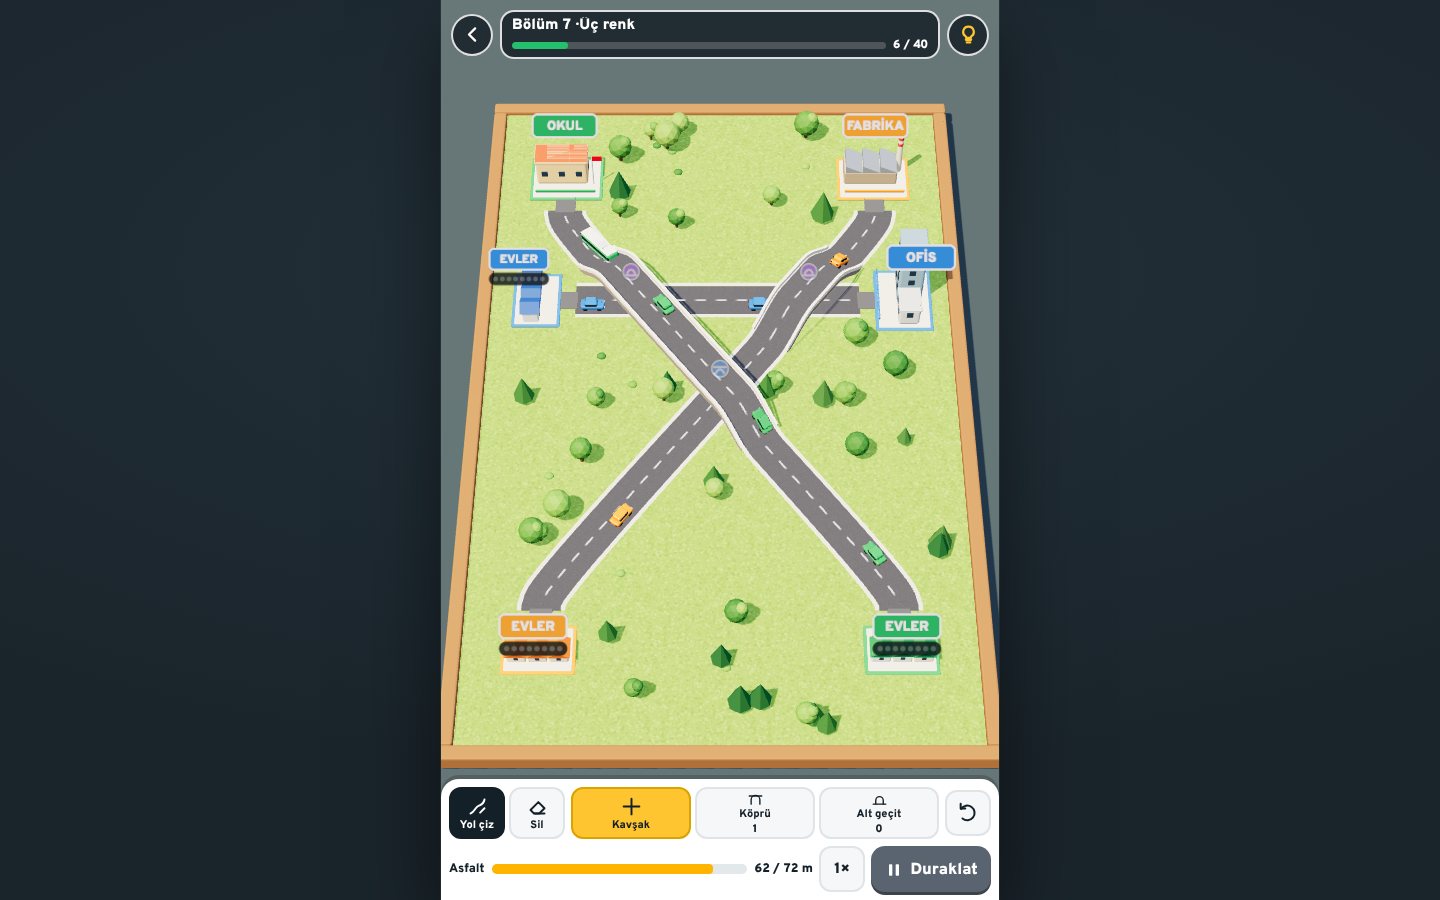 Bölüm 7 ·Üç renk
6 / 40
OKUL
FABRİKA
EVLER
OFİS
EVLER
EVLER
Yol çiz
Sil
Kavşak
Köprü
1
Alt geçit
0
Asfalt
62 / 72 m
1×
Duraklat